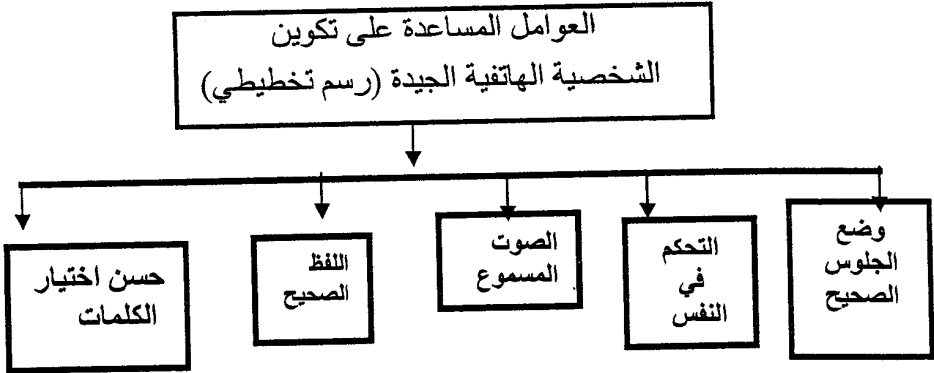 العوامل المساعدة على تكوين
الشخصية الهاتفية الجيدة (رسم تخطيطي)
وضع
الجلوس
الصحيح
التحكم
في
النفس
الصوت
المسموع
اللفظ
الصحيح
حسن اختيار
الكلمات